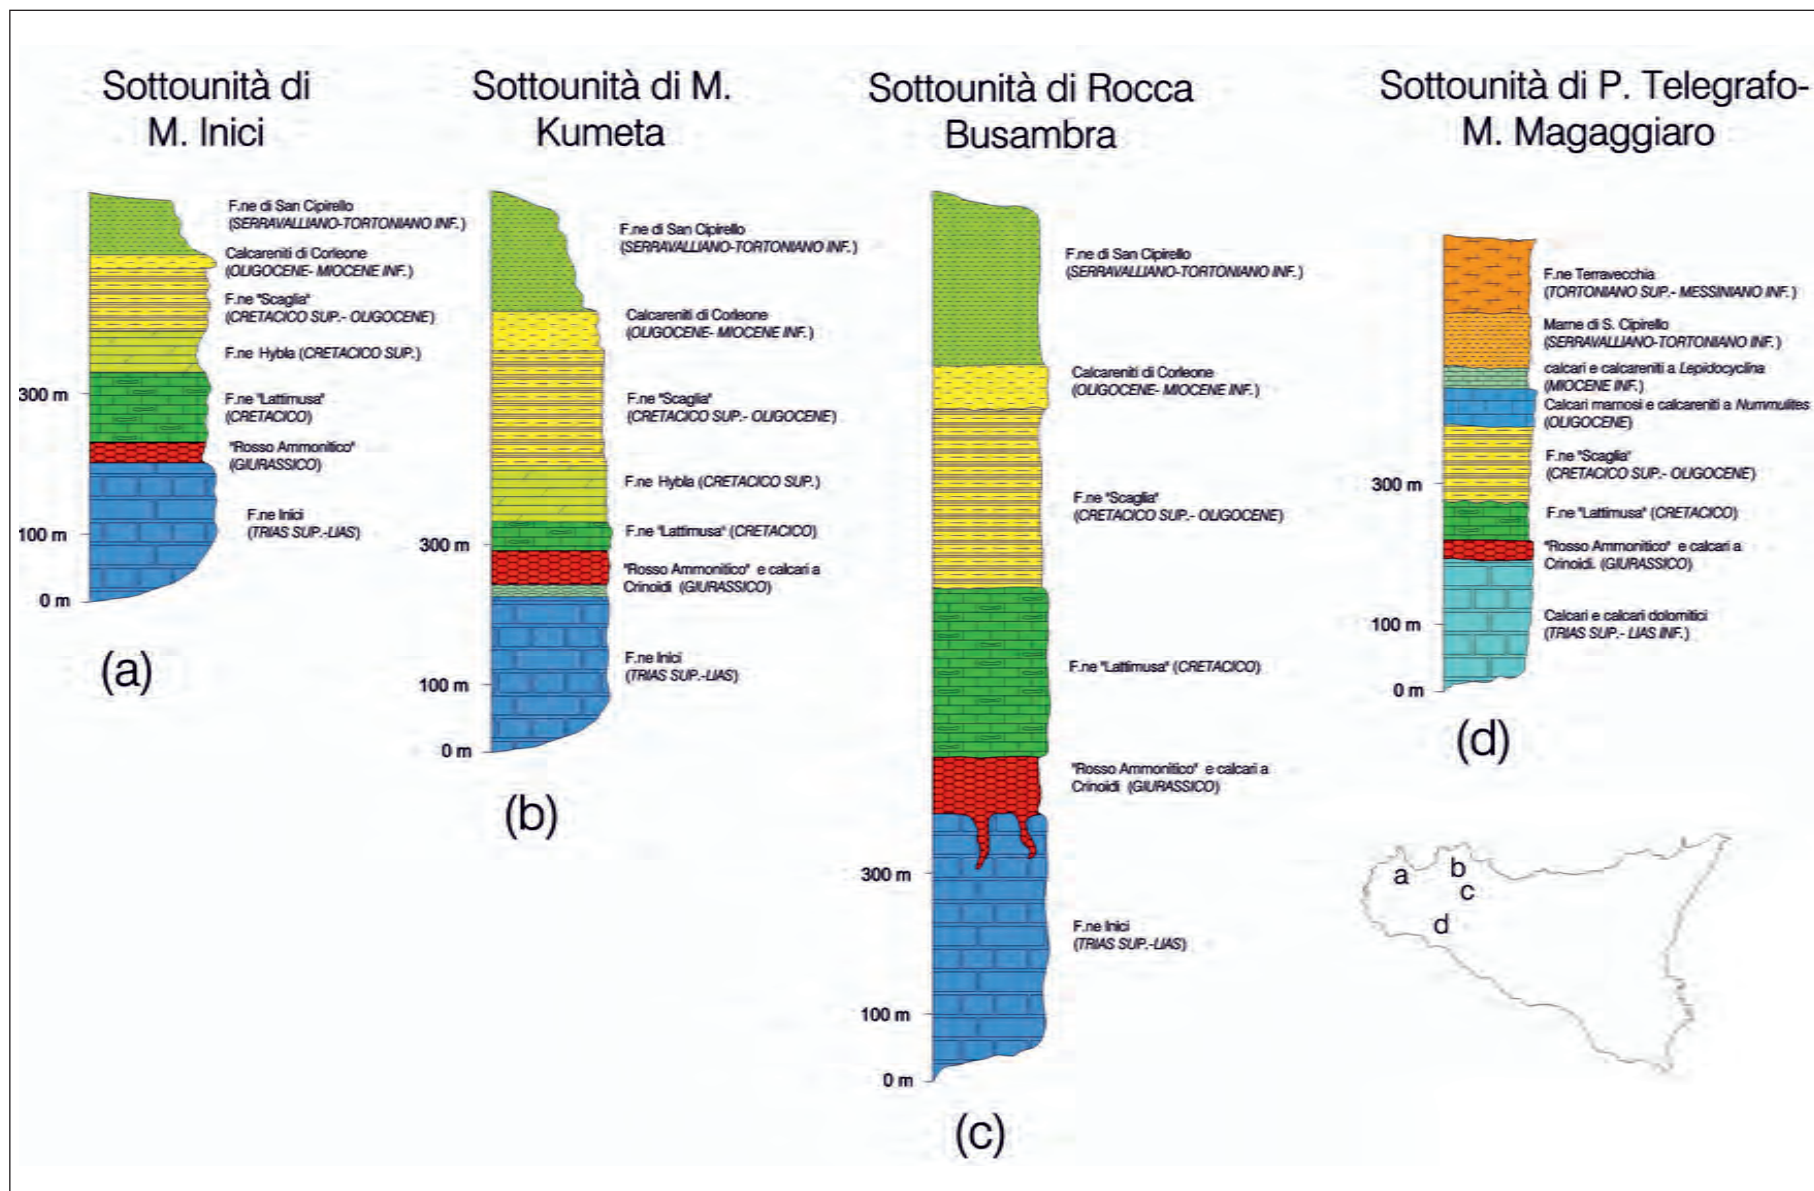 Sottounità di
M. Inici
F.ne di San Cipirello
(SERRAVALLIANO-TORTONIANO INF.)
Calcareniti di Corleone
(OLIGOCENE- MIOCENE INF.)
F.ne "Scaglia"
(CRETACICO SUP.- OLIGOCENE)
F.ne Hybla (CRETACICO SUP.)
300 m
F.ne "Lattimusa"
(CRETACICO)
"Rosso Ammonitico"
(GIURASSICO)
F.ne Inici
(TRIAS SUP.-LIAS)
100 m
0 m
(a)
Sottounità di M.
Kumeta
F.ne di San Cipirello
(SERRAVALLIANO-TORTONIANO INF.)
Calcareniti di Corleone
(OLIGOCENE- MIOCENE INF.)
F.ne "Scaglia"
(CRETACICO SUP.- OLIGOCENE)
F.ne Hybla (CRETACICO SUP.)
F.ne "Lattimusa" (CRETACICO)
300 m
"Rosso Ammonitico" e calcari a
Crinoidi (GIURASSICO)
F.ne Inici
(TRIAS SUP.-LIAS)
100 m
0 m
(b)
Sottounità di Rocca
Busambra
F.ne di San Cipirello
(SERRAVALLIANO-TORTONIANO INF.)
Calcareniti di Corleone
(OLIGOCENE- MIOCENE INF.)
F.ne "Scaglia"
(CRETACICO SUP.- OLIGOCENE)
F.ne "Lattimusa" (CRETACICO)
"Rosso Ammonitico" e calcari a
Crinoidi (GIURASSICO)
300 m
F.ne Inici
(TRIAS SUP.-LIAS)
100 m
0 m
(c)
Sottounità di P. Telegrafo-
M. Magaggiaro
F.ne Terravecchia
(TORTONIANO SUP.- MESSINIANO INF.)
Marne di S. Cipirello
(SERRAVALLIANO-TORTONIANO INF.)
calcari e calcareniti a Lepidocyclina
(MIOCENE INF.)
Calcari marnosi e calcareniti a Nummulites
(OLIGOCENE)
F.ne "Scaglia"
(CRETACICO SUP.- OLIGOCENE)
300 m
F.ne "Lattimusa" (CRETACICO)
"Rosso Ammonitico" e calcari a
Crinoidi. (GIURASSICO)
Calcari e calcari dolomitici
(TRIAS SUP.- LIAS INF.)
100 m
0 m
(d)
a
b
c
d